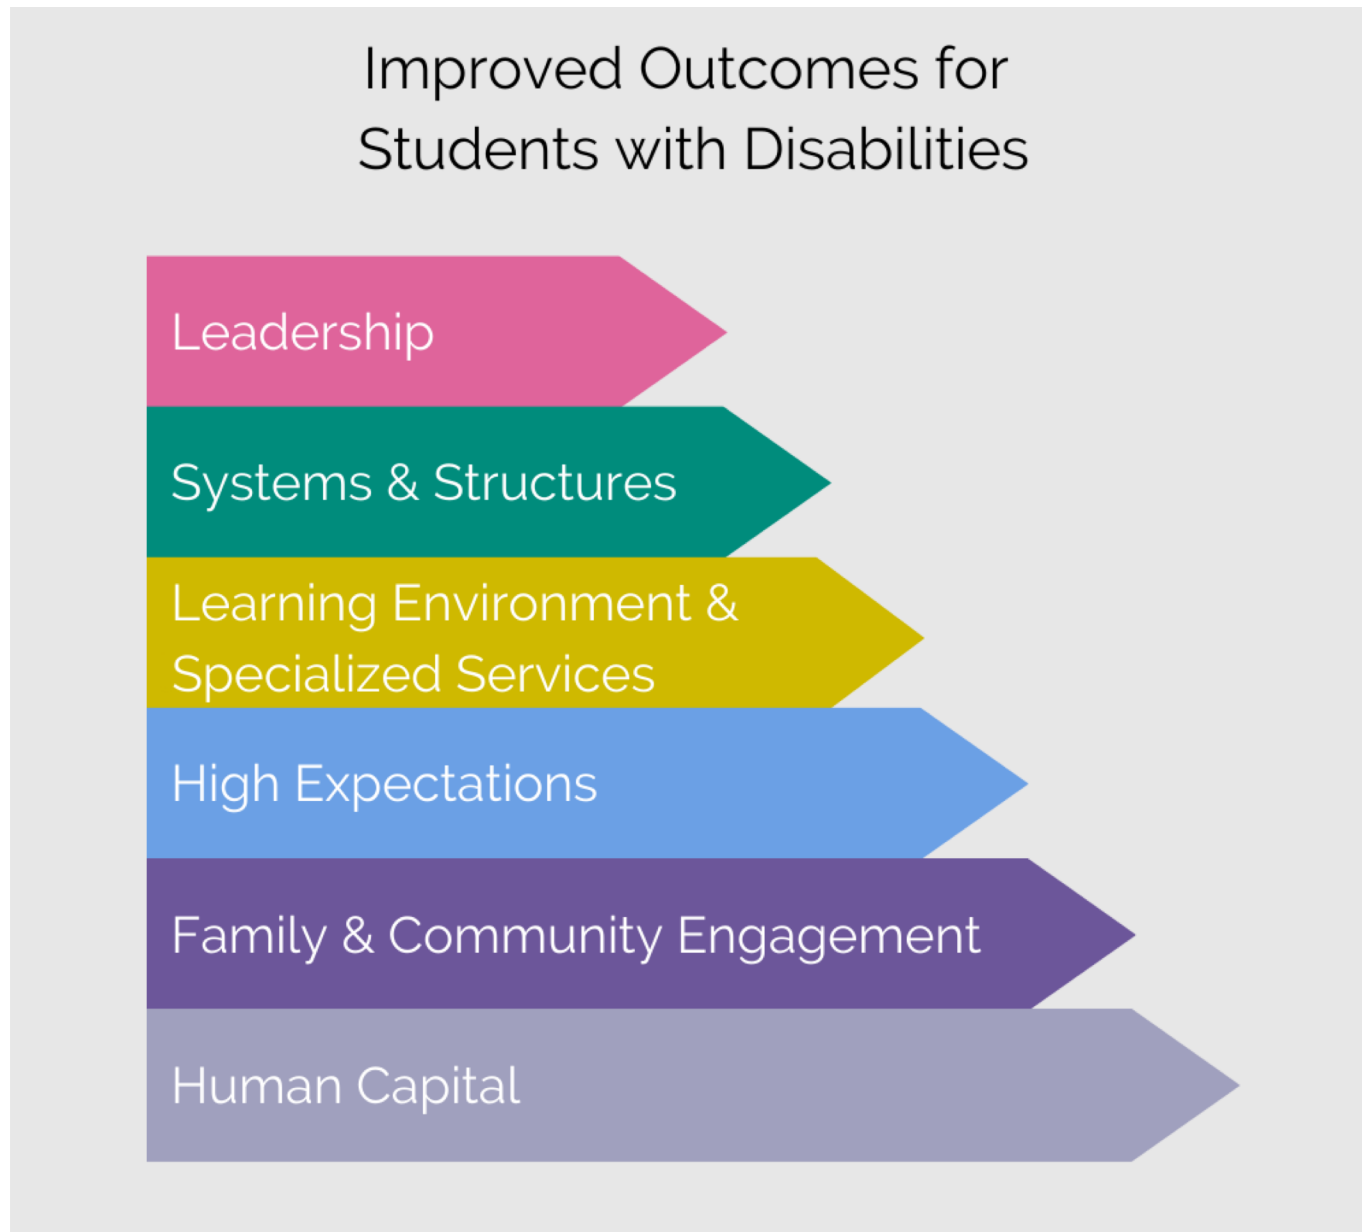 Improved Outcomes for
Students with Disabilities
Leadership
Systems & Structures
Learning Environment &
Specialized Services
High Expectations
Family & Community Engagement
Human Capital